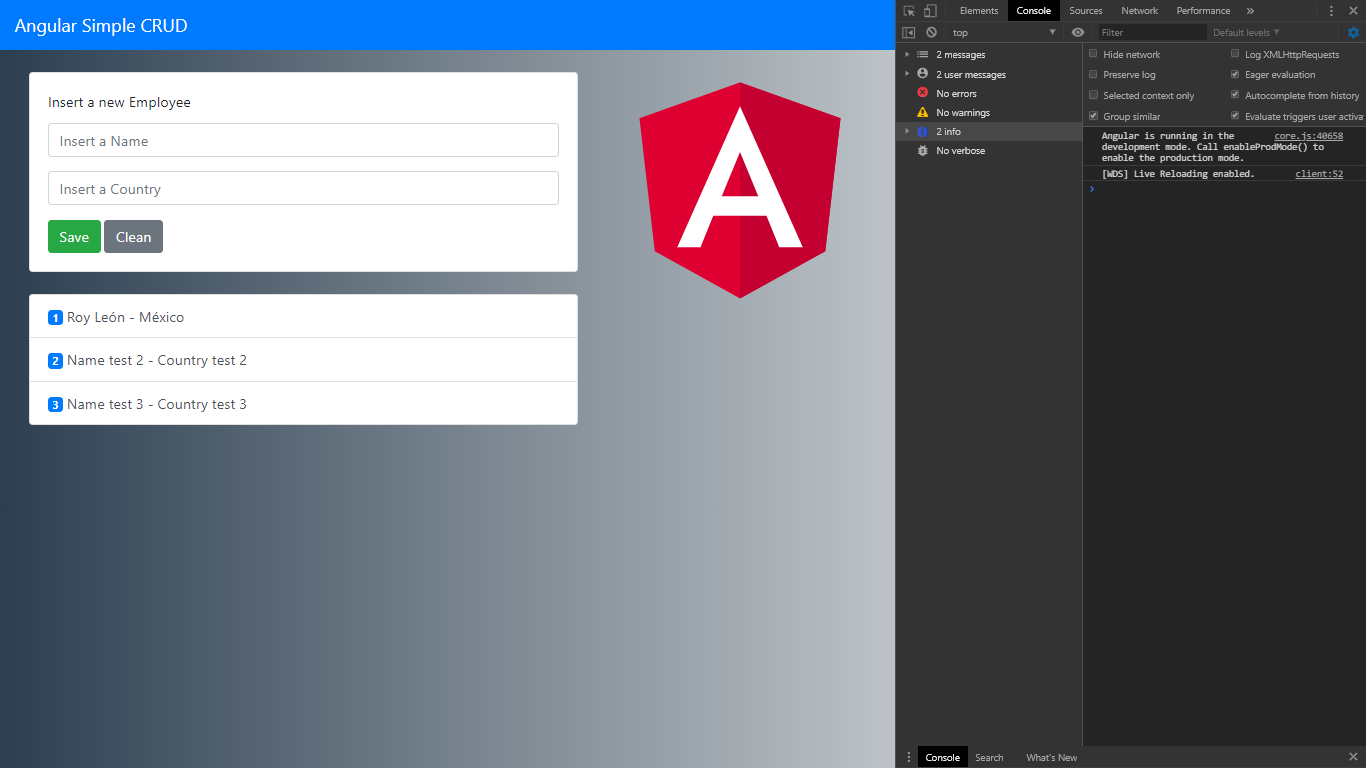 Angular Simple CRUD
Insert a new Employee
Insert a Name
Insert a Country
Save Clean
1 Roy León - México
2 Name test 2 - Country test 2
3 Name test 3 - Country test 3
A
Elements Console Sources Network Performance »
top Filter Default levels
2 messages
2 user messages
No errors
No warnings
2 info
No verbose
Hide network Log XMLHttpRequests
Preserve log Eager evaluation
Selected context only Autocomplete from history
Group similar Evaluate triggers user activa
Angular is running in the core.js:40658
development mode. Call enableProdMode() to
enable the production mode.
[WDS] Live Reloading enabled. client:52
Console Search What's New